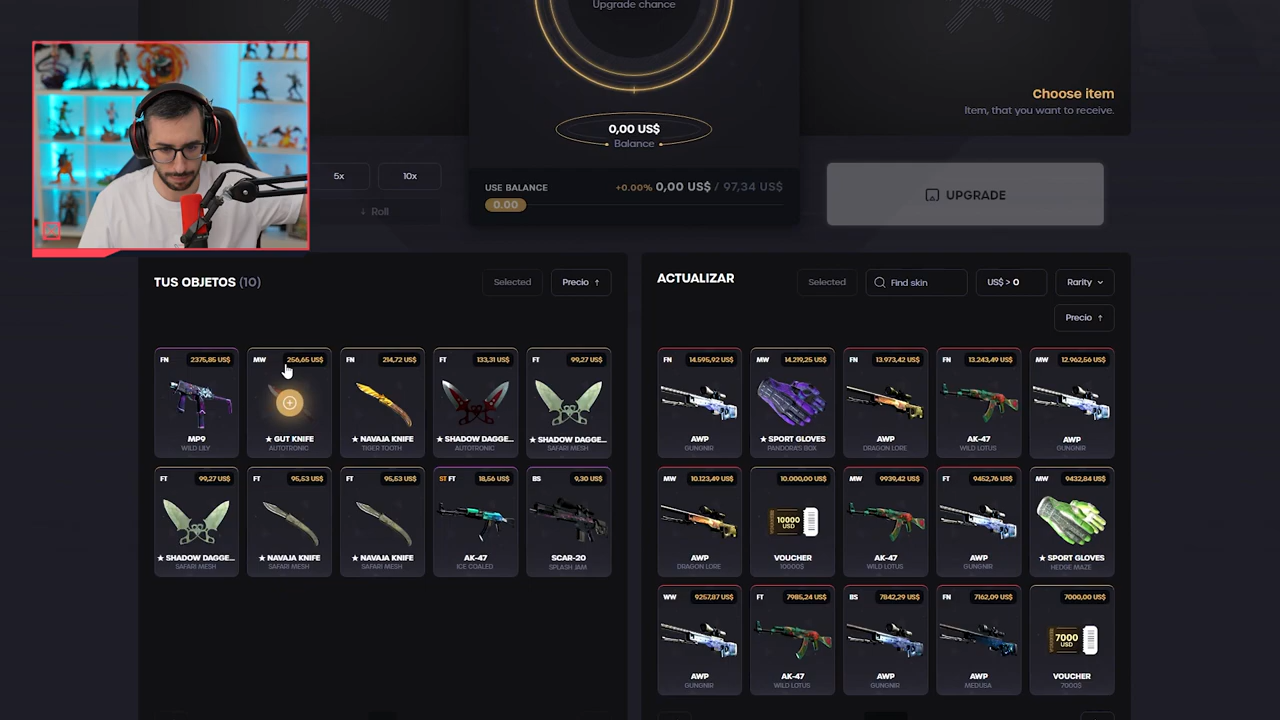 Upgrade chance
Choose item
Item, that you want to receive.
0,00 US$
Balance
5x
10x
Roll
USE BALANCE
+0.00% 0,00 US$ / 97,34 US$
0.00
UPGRADE
TUS OBJETOS (10)
Selected
Precio ↑
ACTUALIZAR
Selected
Find skin
US$ > 0
Rarity
Precio ↑
FN 2375,85 US$
MP9
WILD LILY
MW 256,65 US$
★ GUT KNIFE
AUTOTRONIC
FN 214,72 US$
★ NAVAJA KNIFE
TIGER TOOTH
FT 133,31 US$
★ SHADOW DAGGE...
AUTOTRONIC
FT 99,27 US$
★ SHADOW DAGGE...
SAFARI MESH
FT 99,27 US$
★ SHADOW DAGGE...
SAFARI MESH
FT 95,53 US$
★ NAVAJA KNIFE
SAFARI MESH
FT 95,53 US$
★ NAVAJA KNIFE
SAFARI MESH
ST FT 18,56 US$
AK-47
ICE COALED
BS 9,30 US$
SCAR-20
SPLASH JAM
FN 14.595,92 US$
AWP
GUNGNIR
MW 14.219,25 US$
★ SPORT GLOVES
PANDORA'S BOX
FN 13.973,42 US$
AWP
DRAGON LORE
FN 13.243,49 US$
AK-47
WILD LOTUS
MW 12.962,56 US$
AWP
GUNGNIR
MW 10.123,49 US$
AWP
DRAGON LORE
10.000,00 US$
10000
USD
VOUCHER
10000$
MW 9939,42 US$
AK-47
WILD LOTUS
FT 9452,76 US$
AWP
GUNGNIR
MW 9432,84 US$
★ SPORT GLOVES
HEDGE MAZE
WW 9257,87 US$
AWP
GUNGNIR
FT 7985,24 US$
AK-47
WILD LOTUS
BS 7842,29 US$
AWP
GUNGNIR
FN 7162,09 US$
AWP
MEDUSA
7000,00 US$
7000
USD
VOUCHER
7000$